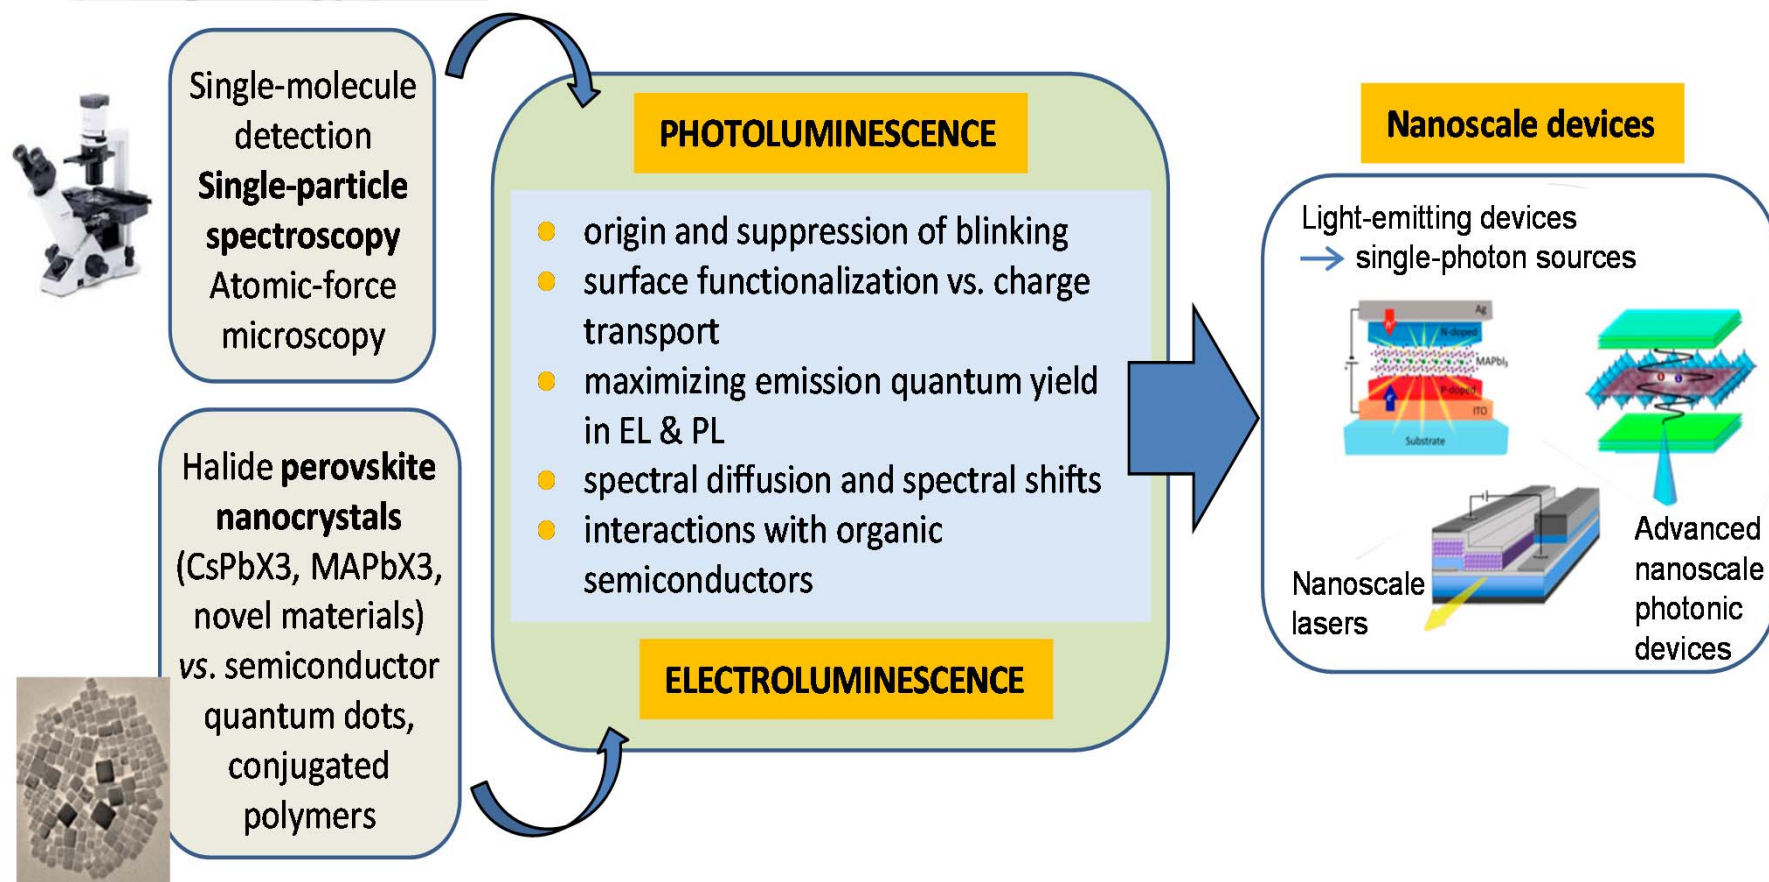 Single-molecule
detection
Single-particle
spectroscopy
Atomic-force
microscopy
Halide perovskite
nanocrystals
(CsPbX3, MAPbX3,
novel materials)
vs. semiconductor
quantum dots,
conjugated
polymers
PHOTOLUMINESCENCE
origin and suppression of blinking
surface functionalization vs. charge
transport
maximizing emission quantum yield
in EL & PL
spectral diffusion and spectral shifts
interactions with organic
semiconductors
ELECTROLUMINESCENCE
Nanoscale devices
Light-emitting devices
single-photon sources
Ag
N-doped
MAPbI₃
P-doped
ITO
Substrate
Nanoscale
lasers
Advanced
nanoscale
photonic
devices